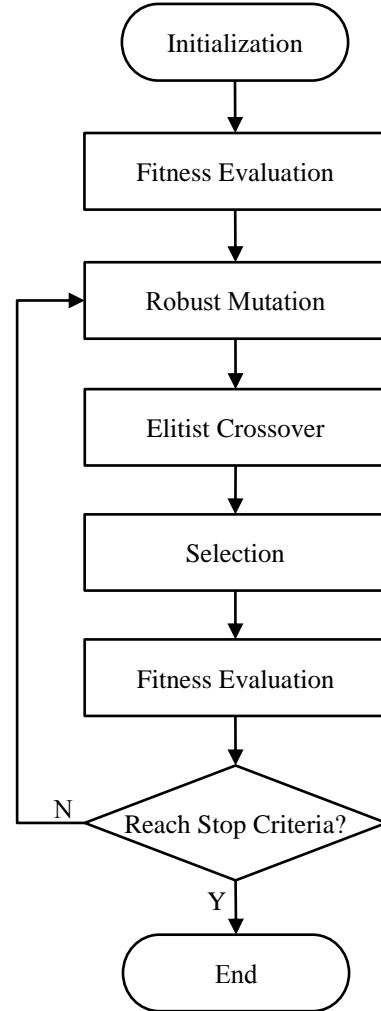 Initialization
Fitness Evaluation
Robust Mutation
Elitist Crossover
Selection
Fitness Evaluation
N
Reach Stop Criteria?
Y
End